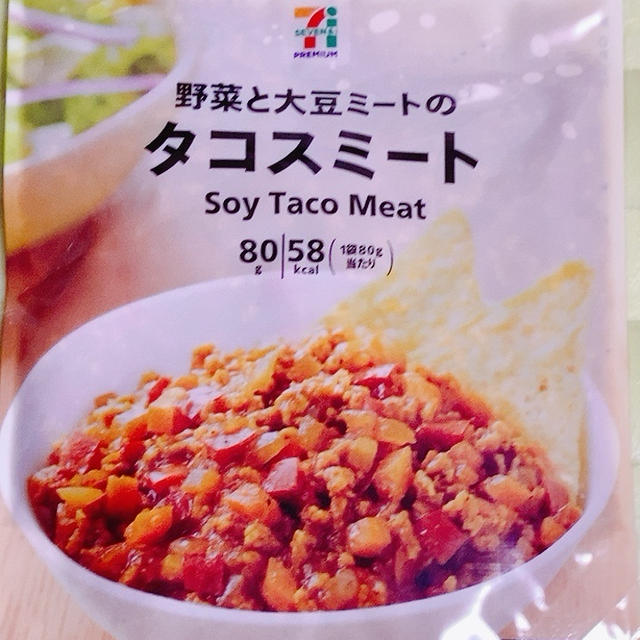 SEVEN&i
PREMIUM
野菜と大豆ミートの
タコスミート
Soy Taco Meat
80g 58kcal (1袋80g当たり)